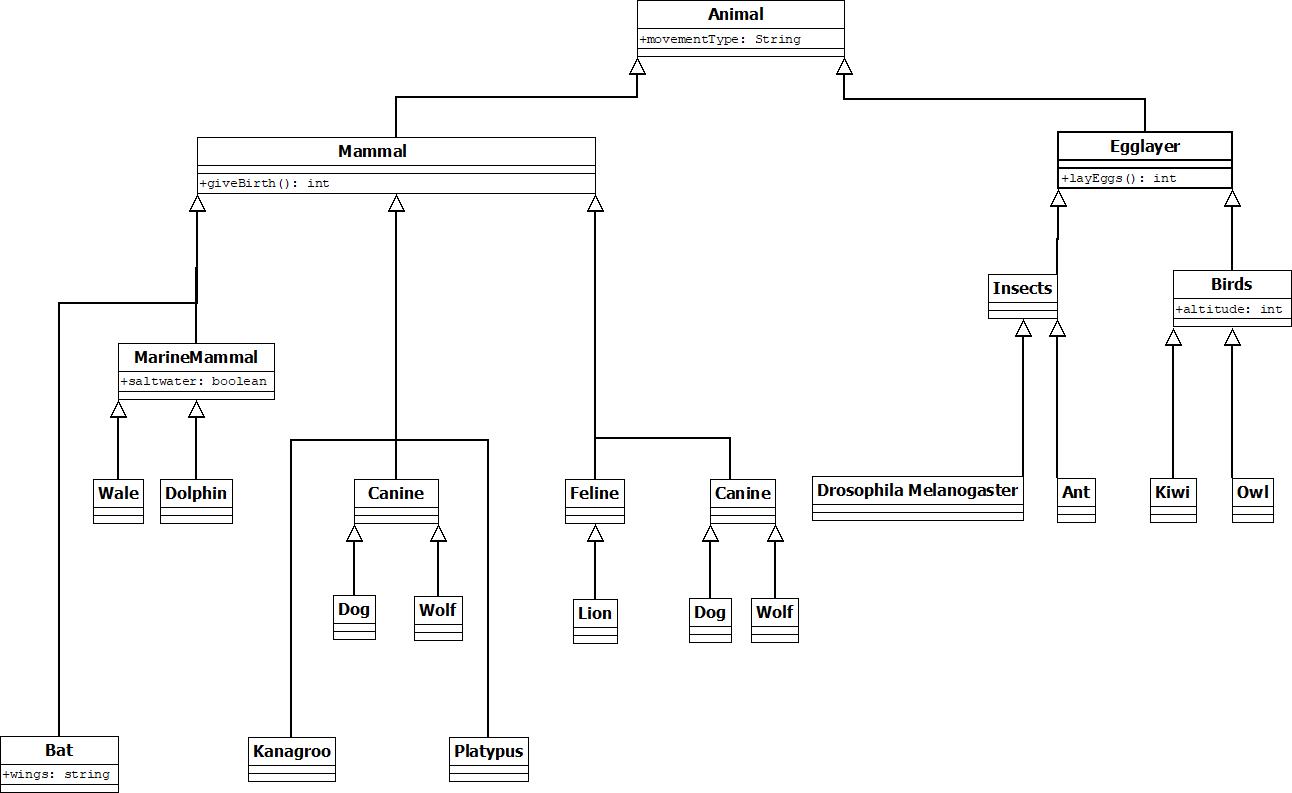 Animal
+movementType: String
Mammal
+giveBirth(): int
Egglayer
+layEggs(): int
Insects
Birds
+altitude: int
MarineMammal
+saltwater: boolean
Wale
Dolphin
Canine
Feline
Canine
Drosophila Melanogaster
Ant
Kiwi
Owl
Dog
Wolf
Lion
Dog
Wolf
Bat
+wings: string
Kanagroo
Platypus